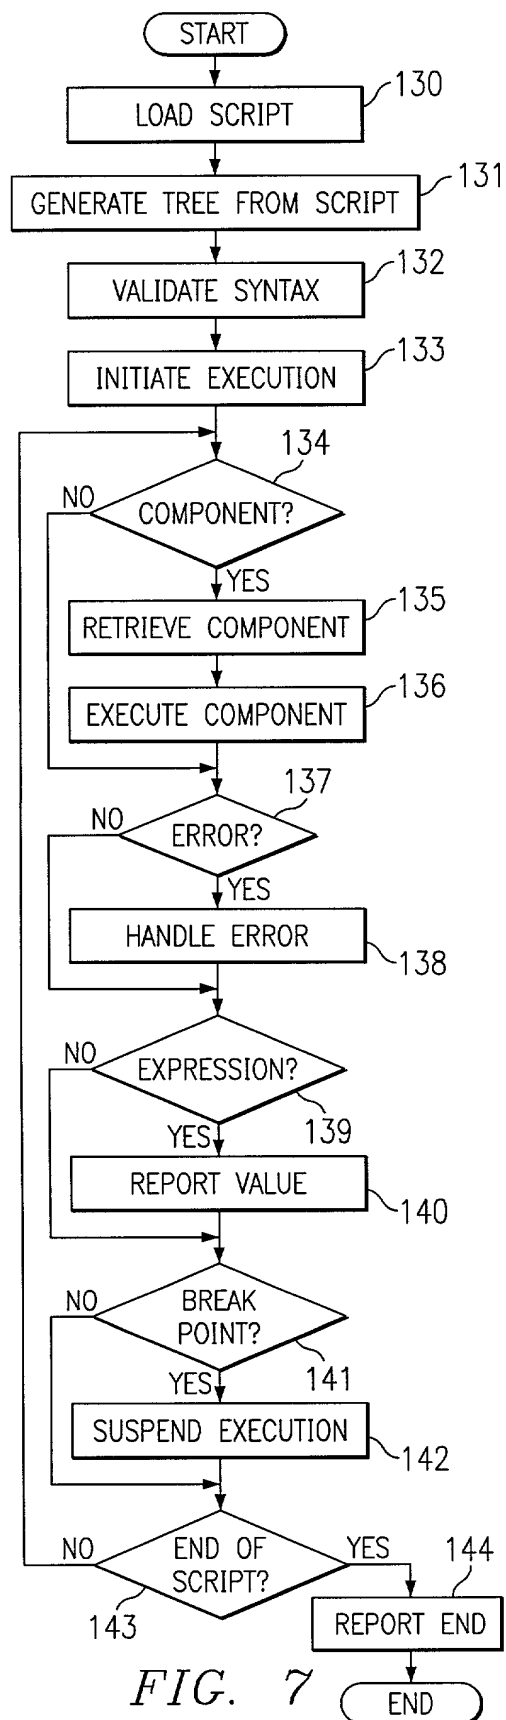 START
LOAD SCRIPT
130
GENERATE TREE FROM SCRIPT
131
VALIDATE SYNTAX
132
INITIATE EXECUTION
133
134
NO
COMPONENT?
YES
RETRIEVE COMPONENT
135
EXECUTE COMPONENT
136
137
NO
ERROR?
YES
HANDLE ERROR
138
NO
EXPRESSION?
139
YES
REPORT VALUE
140
NO
BREAK
POINT?
141
YES
SUSPEND EXECUTION
142
NO
END OF
SCRIPT?
YES
143
144
REPORT END
FIG. 7
END